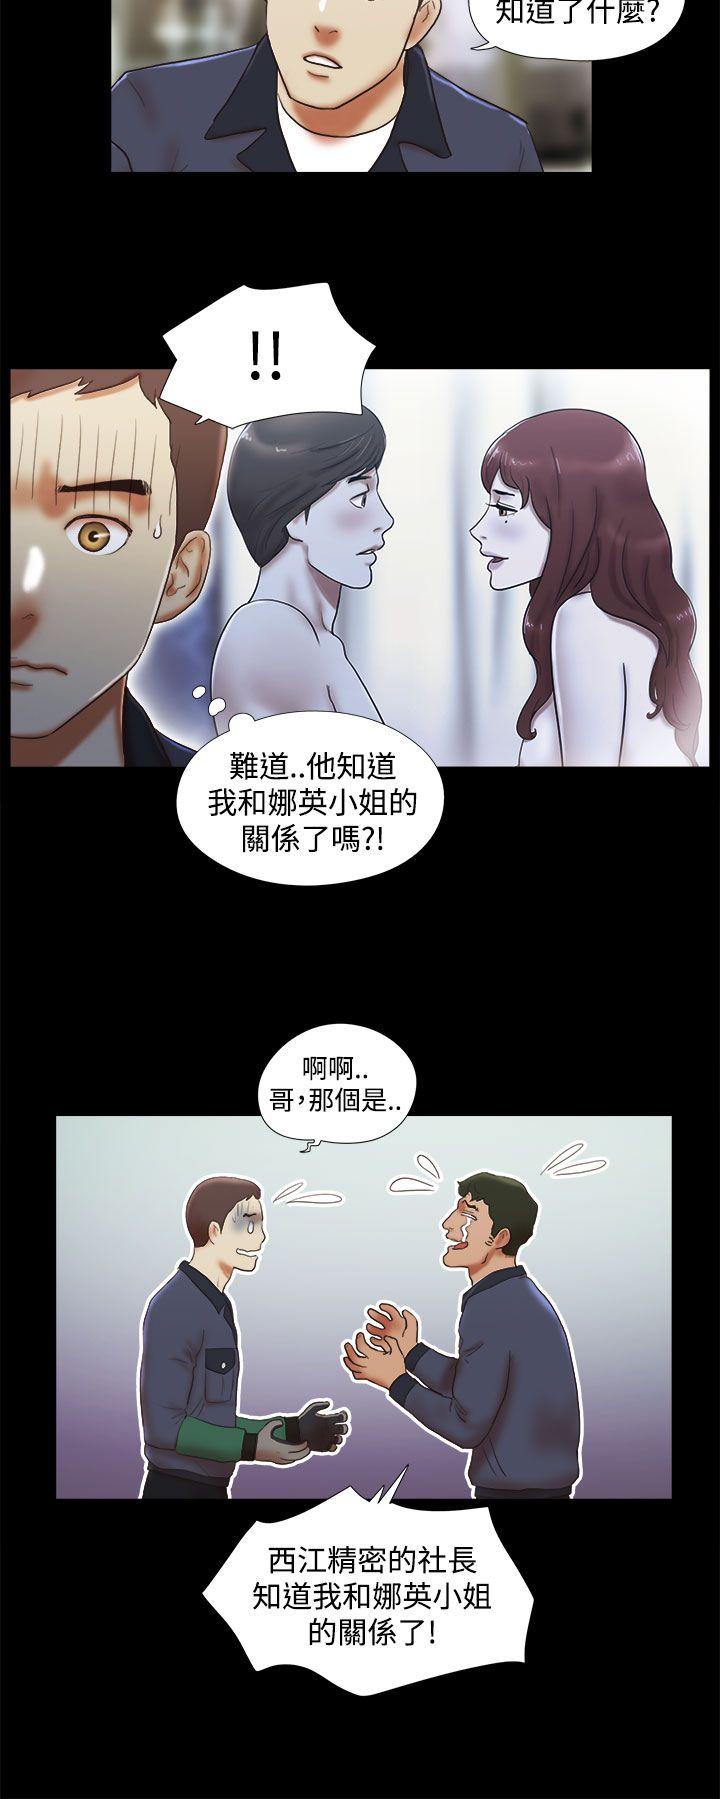 知道了什麼?
!!
難道..他知道
我和娜英小姐的
關係了嗎?!
啊啊..
哥,那個是..
西江精密的社長
知道我和娜英小姐
的關係了!